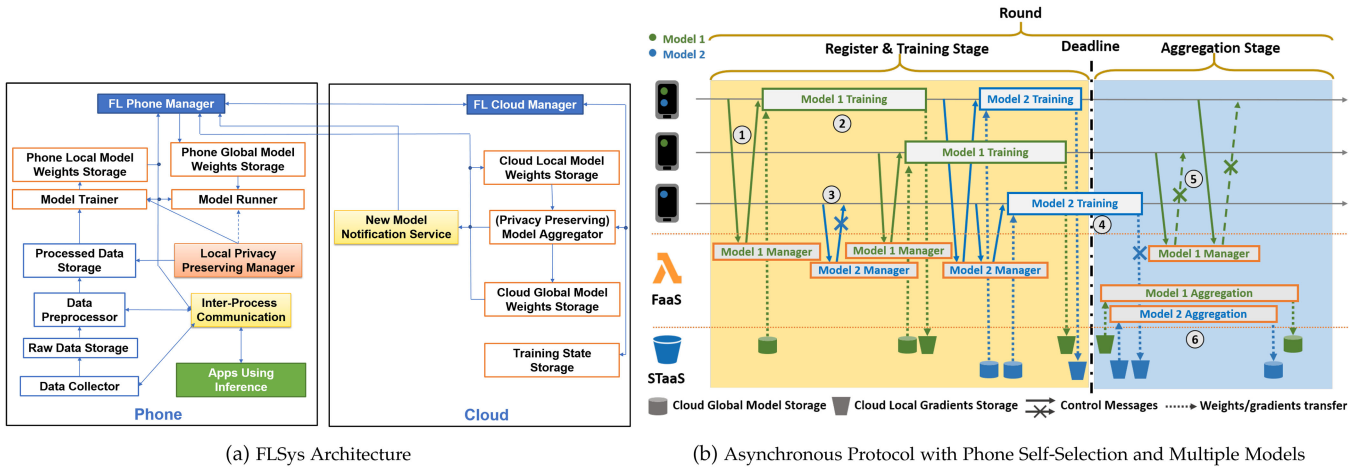 FL Phone Manager
Phone Local Model
Weights Storage
Phone Global Model
Weights Storage
Model Trainer
Model Runner
Processed Data
Storage
Local Privacy
Preserving Manager
Data
Preprocessor
Inter-Process
Communication
Raw Data Storage
Data Collector
Apps Using
Inference
Phone
FL Cloud Manager
Cloud Local Model
Weights Storage
New Model
Notification Service
(Privacy Preserving)
Model Aggregator
Cloud Global Model
Weights Storage
Training State
Storage
Cloud
(a) FLSys Architecture
Round
Model 1
Model 2
Register & Training Stage
Deadline
Aggregation Stage
Model 1 Training
Model 2 Training
1
2
Model 1 Training
5
3
Model 2 Training
4
Model 1 Manager
Model 1 Manager
Model 1 Manager
Model 2 Manager
Model 2 Manager
FaaS
Model 1 Aggregation
Model 2 Aggregation
6
STaaS
Cloud Global Model Storage
Cloud Local Gradients Storage
Control Messages
Weights/gradients transfer
(b) Asynchronous Protocol with Phone Self-Selection and Multiple Models